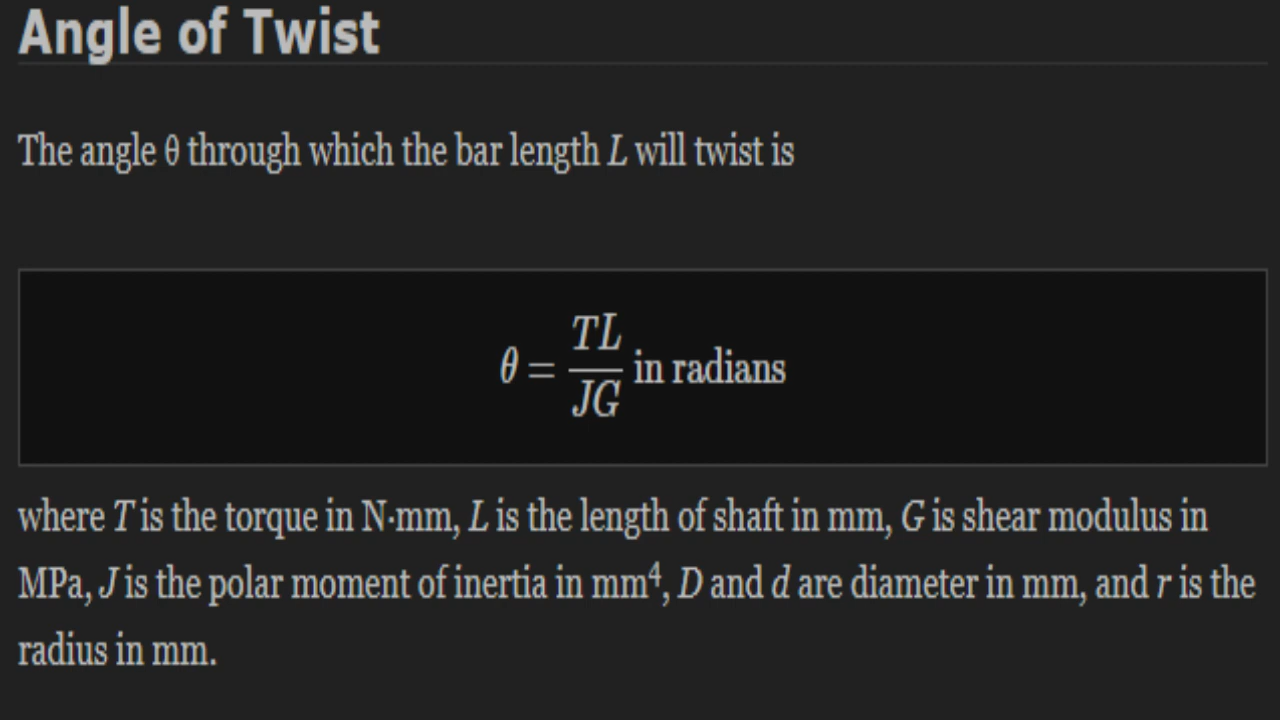 Angle of Twist
The angle θ through which the bar length L will twist is
θ = TL/JG in radians
where T is the torque in N·mm, L is the length of shaft in mm, G is shear modulus in
MPa, J is the polar moment of inertia in mm⁴, D and d are diameter in mm, and r is the
radius in mm.